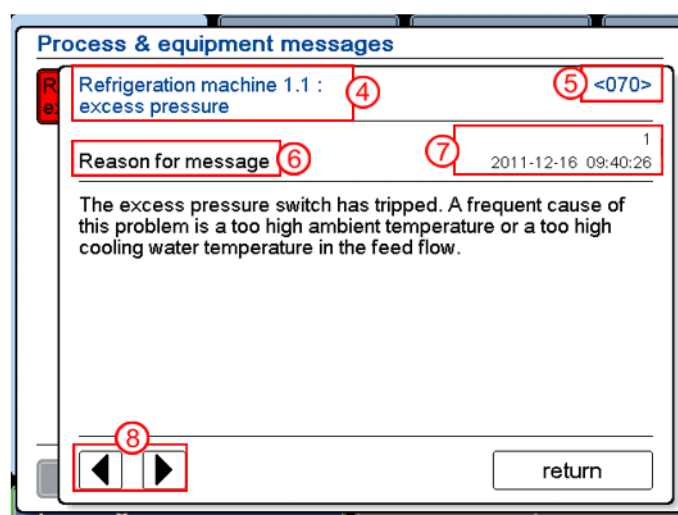 Process & equipment messages
R
e
Refrigeration machine 1.1 :
excess pressure
4
5
<070>
Reason for message
6
7
1
2011-12-16 09:40:26
The excess pressure switch has tripped. A frequent cause of
this problem is a too high ambient temperature or a too high
cooling water temperature in the feed flow.
8
return